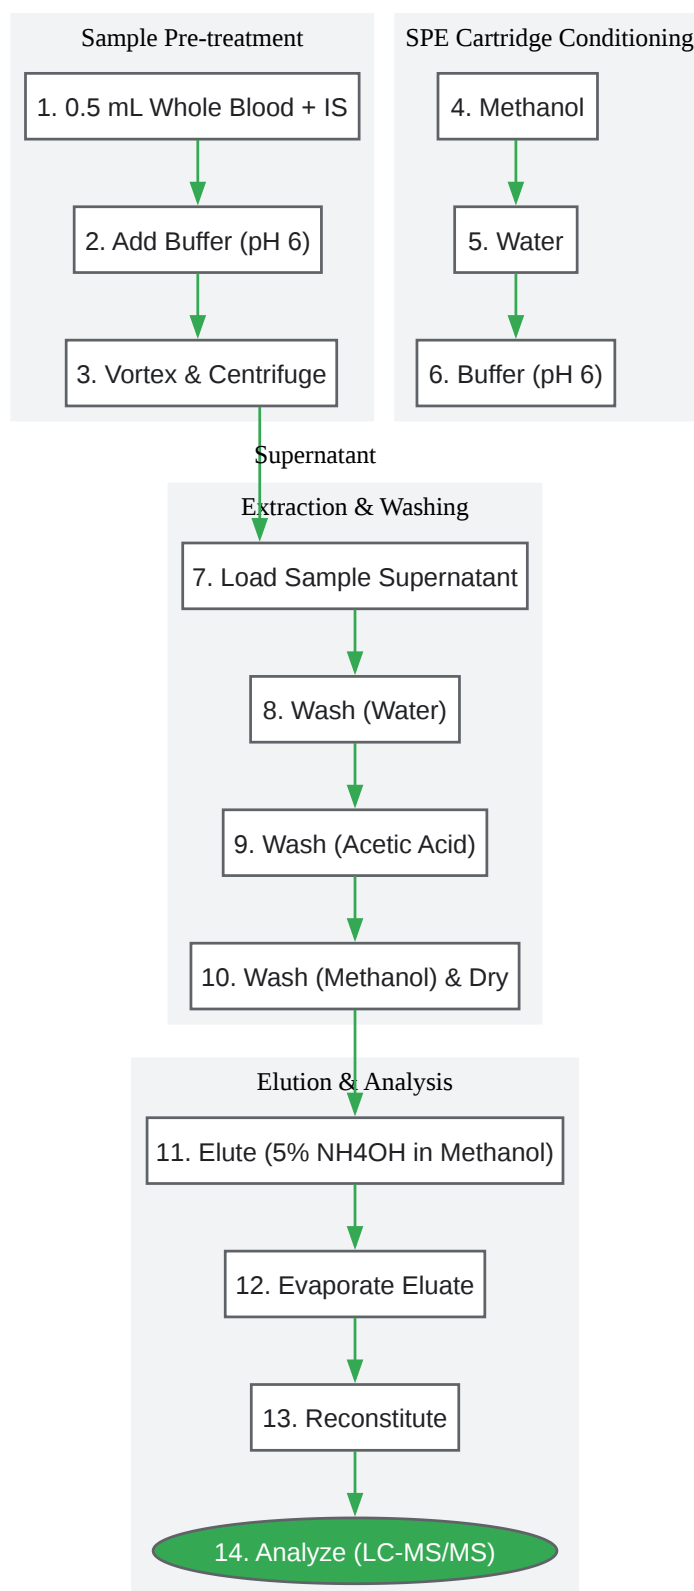 Sample Pre-treatment
1. 0.5 mL Whole Blood + IS
2. Add Buffer (pH 6)
3. Vortex & Centrifuge
SPE Cartridge Conditioning
4. Methanol
5. Water
6. Buffer (pH 6)
Supernatant
Extraction & Washing
7. Load Sample Supernatant
8. Wash (Water)
9. Wash (Acetic Acid)
10. Wash (Methanol) & Dry
Elution & Analysis
11. Elute (5% NH4OH in Methanol)
12. Evaporate Eluate
13. Reconstitute
14. Analyze (LC-MS/MS)